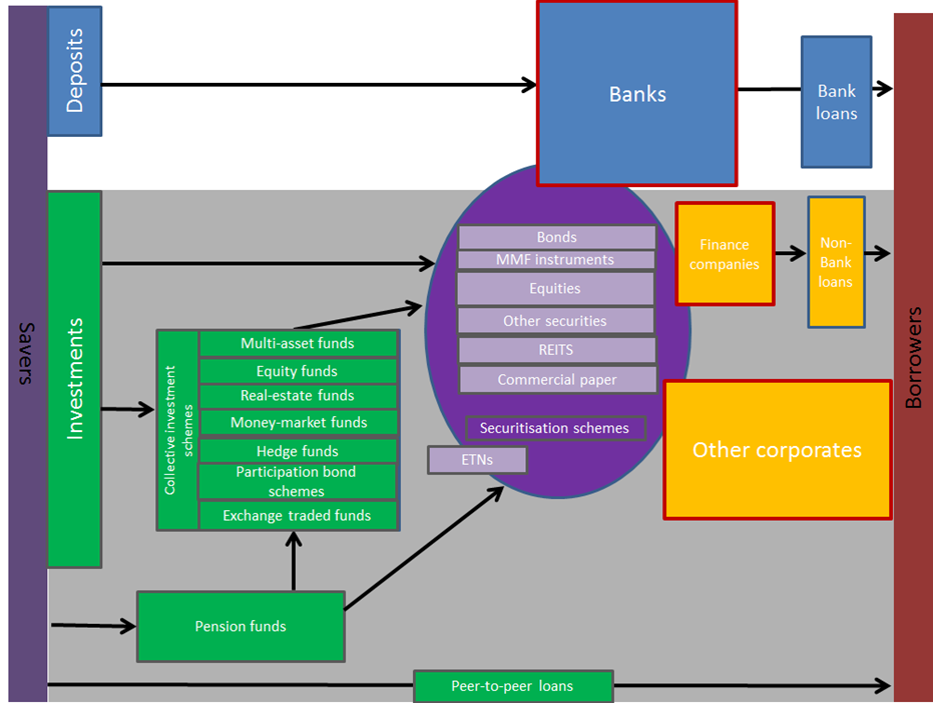 Savers
Deposits
Banks
Bank
loans
Borrowers
Investments
Bonds
MMF instruments
Equities
Other securities
REITS
Commercial paper
Securitisation schemes
ETNs
Finance
companies
Non-
Bank
loans
Other corporates
Collective investment
schemes
Multi-asset funds
Equity funds
Real-estate funds
Money-market funds
Hedge funds
Participation bond
schemes
Exchange traded funds
Pension funds
Peer-to-peer loans